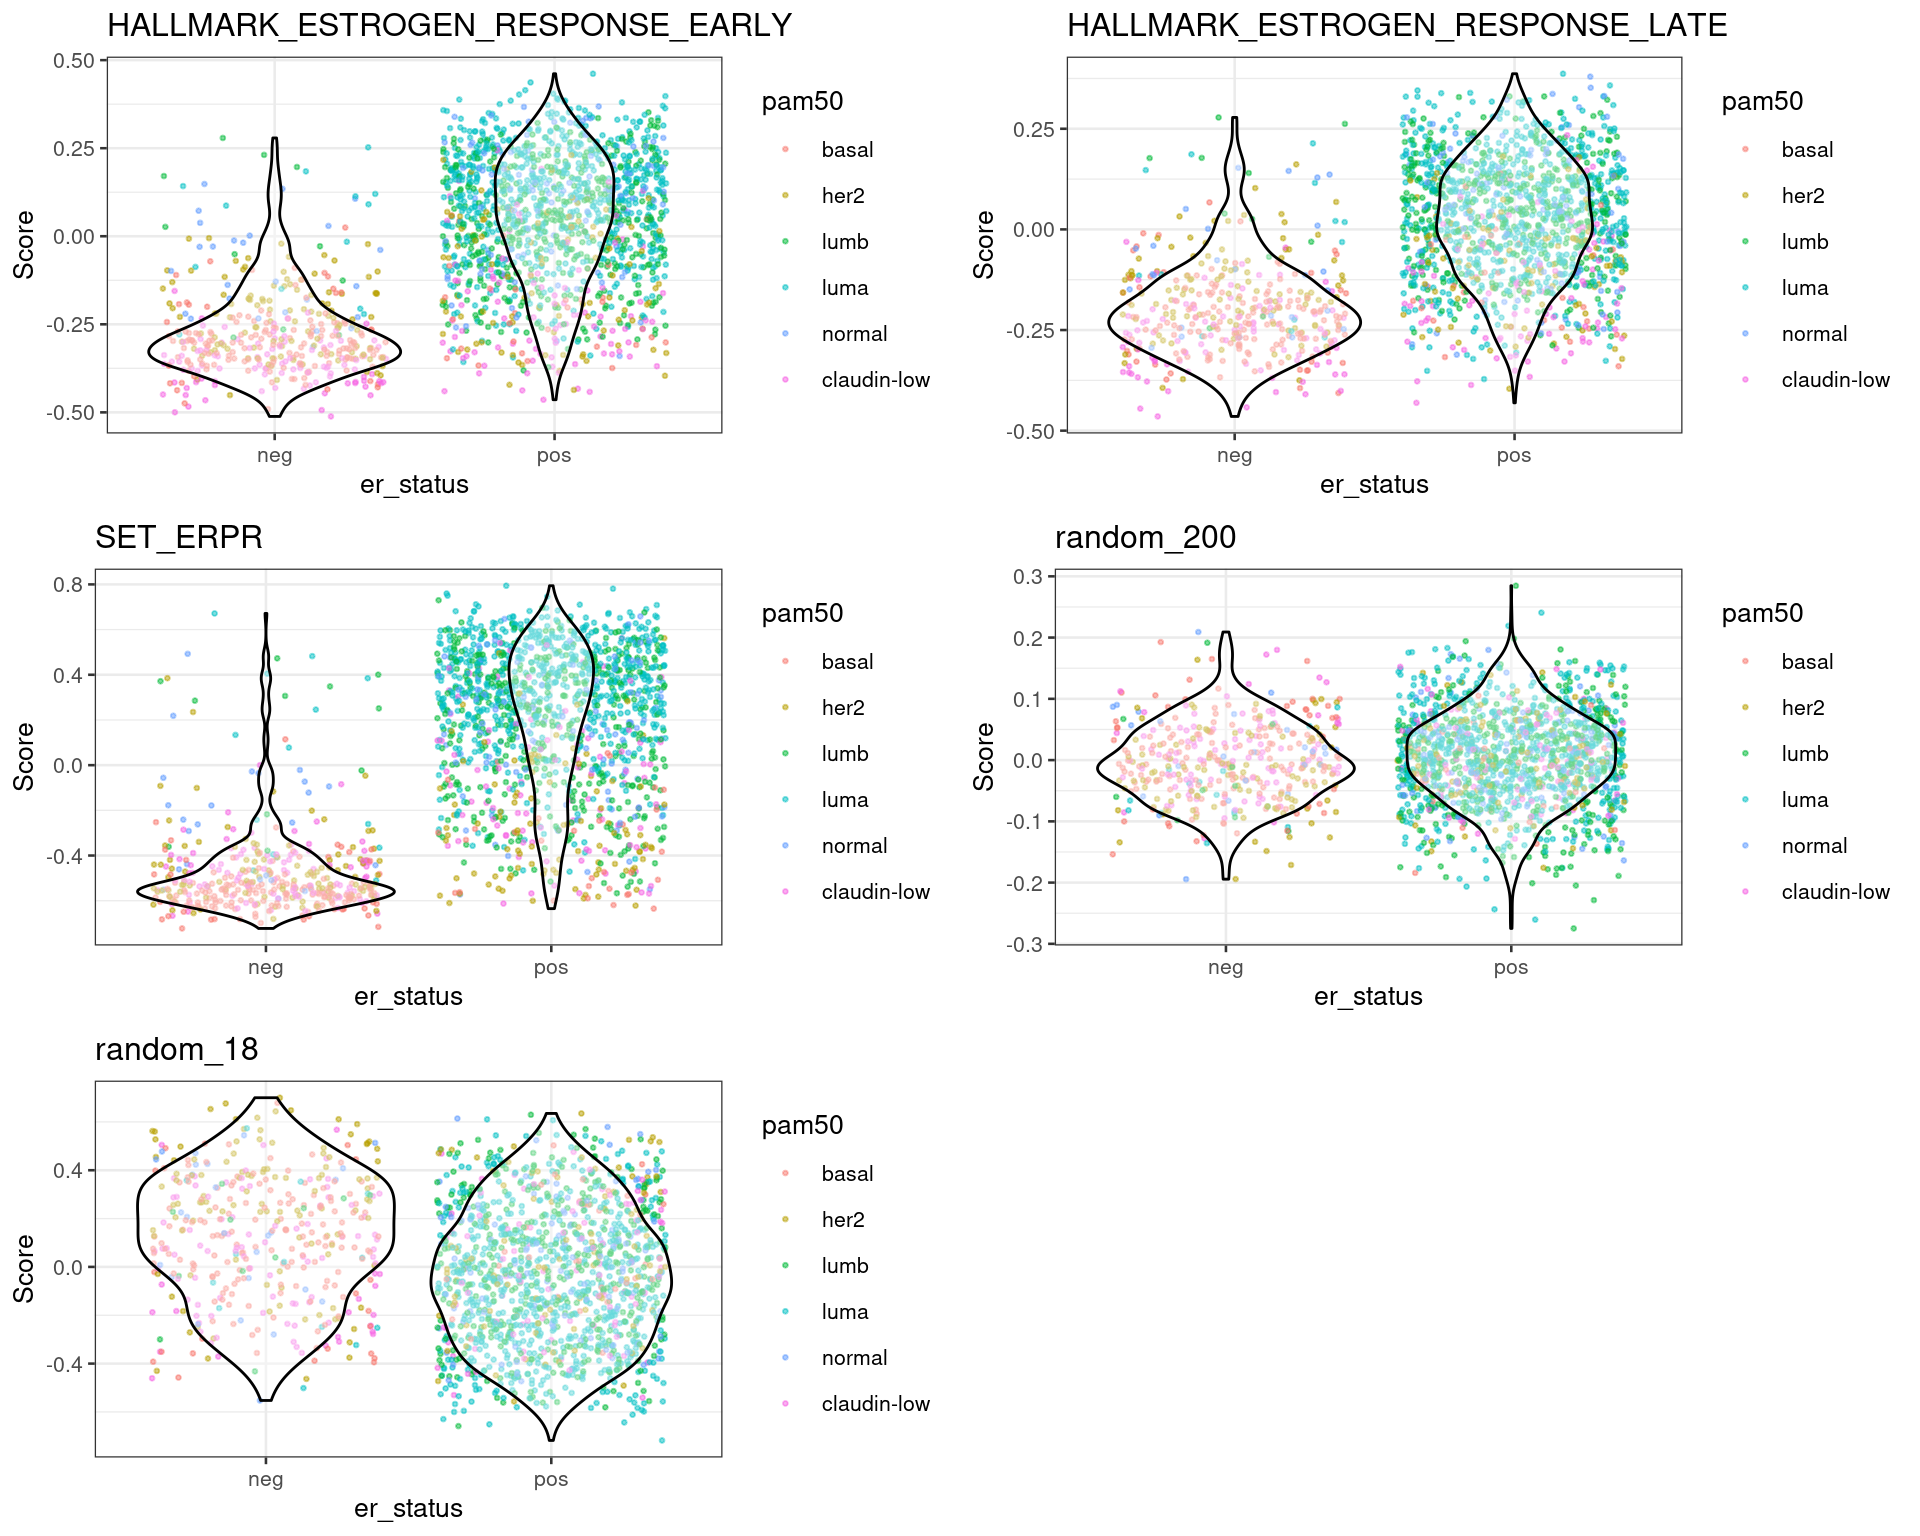 HALLMARK_ESTROGEN_RESPONSE_EARLY
0.50
0.25
0.00
-0.25
-0.50
Score
neg pos
er_status
pam50
basal
her2
lumb
luma
normal
claudin-low
HALLMARK_ESTROGEN_RESPONSE_LATE
0.25
0.00
-0.25
-0.50
Score
neg pos
er_status
pam50
basal
her2
lumb
luma
normal
claudin-low
SET_ERPR
0.8
0.4
0.0
-0.4
Score
neg pos
er_status
pam50
basal
her2
lumb
luma
normal
claudin-low
random_200
0.3
0.2
0.1
0.0
-0.1
-0.2
-0.3
Score
neg pos
er_status
pam50
basal
her2
lumb
luma
normal
claudin-low
random_18
0.4
0.0
-0.4
Score
neg pos
er_status
pam50
basal
her2
lumb
luma
normal
claudin-low